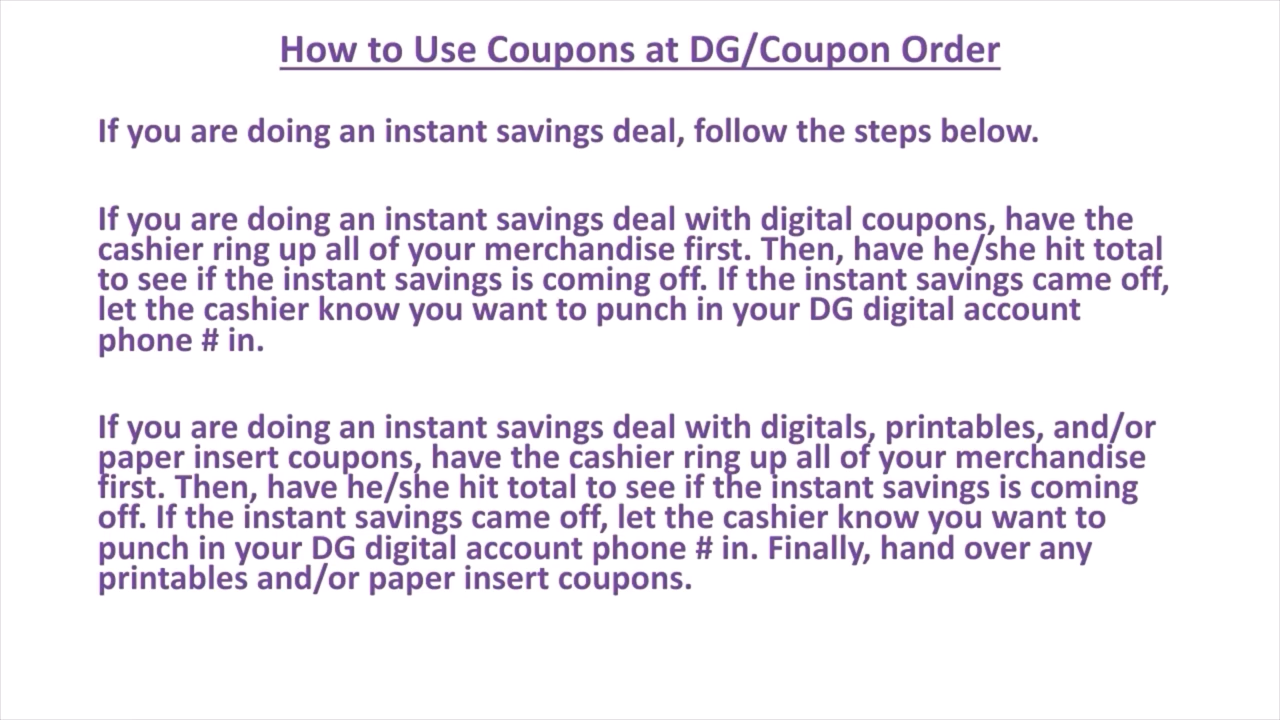 How to Use Coupons at DG/Coupon Order
If you are doing an instant savings deal, follow the steps below.
If you are doing an instant savings deal with digital coupons, have the
cashier ring up all of your merchandise first. Then, have he/she hit total
to see if the instant savings is coming off. If the instant savings came off,
let the cashier know you want to punch in your DG digital account
phone # in.
If you are doing an instant savings deal with digitals, printables, and/or
paper insert coupons, have the cashier ring up all of your merchandise
first. Then, have he/she hit total to see if the instant savings is coming
off. If the instant savings came off, let the cashier know you want to
punch in your DG digital account phone # in. Finally, hand over any
printables and/or paper insert coupons.